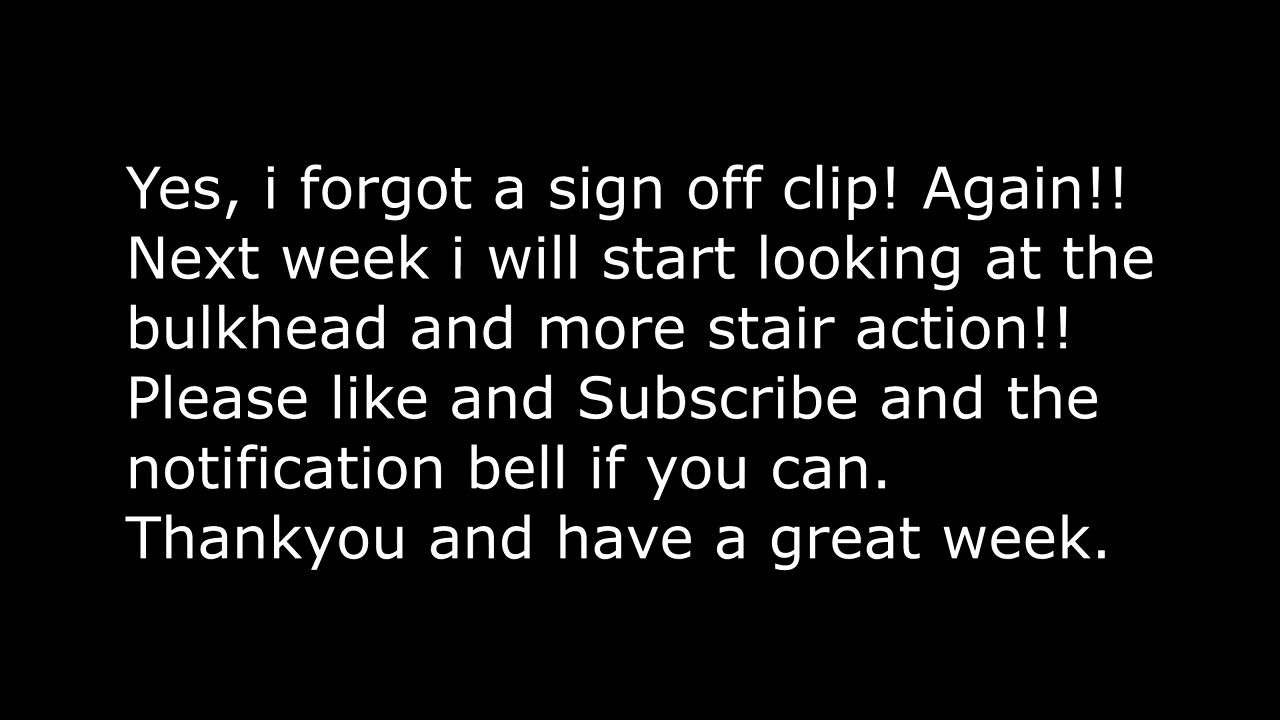 Yes, i forgot a sign off clip! Again!!
Next week i will start looking at the
bulkhead and more stair action!!
Please like and Subscribe and the
notification bell if you can.
Thankyou and have a great week.